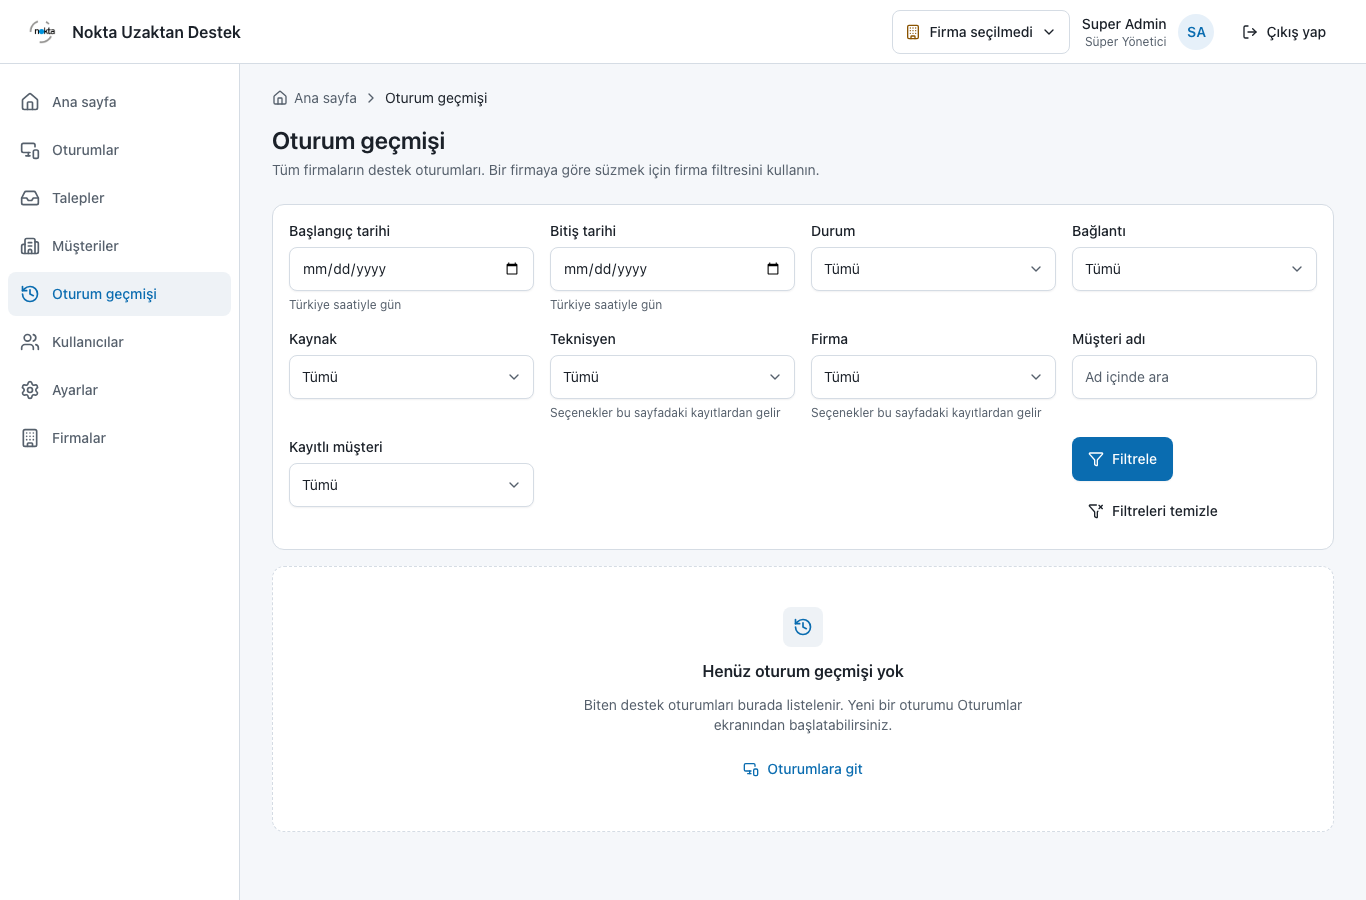 nokta
Nokta Uzaktan Destek
Firma seçilmedi
Super Admin
Süper Yönetici
SA
Çıkış yap
Ana sayfa
Oturumlar
Talepler
Müşteriler
Oturum geçmişi
Kullanıcılar
Ayarlar
Firmalar
Ana sayfa
Oturum geçmişi
Oturum geçmişi
Tüm firmaların destek oturumları. Bir firmaya göre süzmek için firma filtresini kullanın.
Başlangıç tarihi
Bitiş tarihi
Durum
Bağlantı
mm/dd/yyyy
mm/dd/yyyy
Tümü
Tümü
Türkiye saatiyle gün
Türkiye saatiyle gün
Kaynak
Teknisyen
Firma
Müşteri adı
Tümü
Tümü
Tümü
Ad içinde ara
Seçenekler bu sayfadaki kayıtlardan gelir
Seçenekler bu sayfadaki kayıtlardan gelir
Kayıtlı müşteri
Tümü
Filtrele
Filtreleri temizle
Henüz oturum geçmişi yok
Biten destek oturumları burada listelenir. Yeni bir oturumu Oturumlar
ekranından başlatabilirsiniz.
Oturumlara git